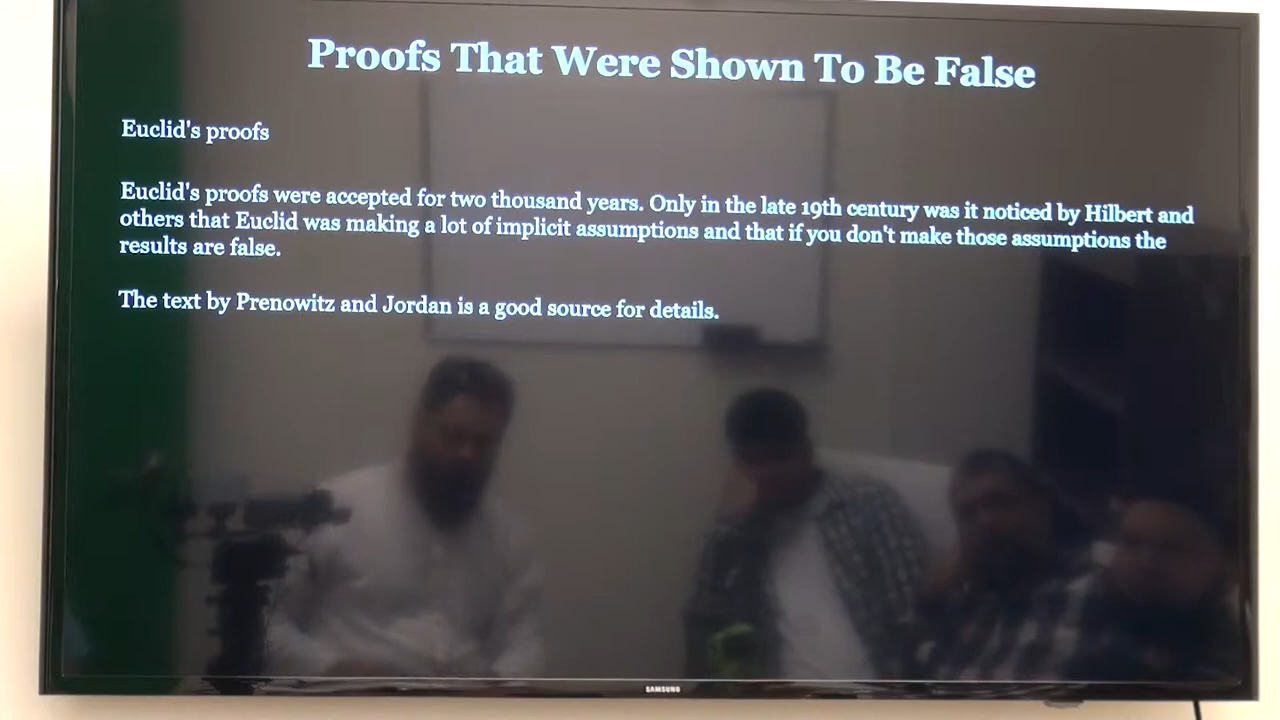 Proofs That Were Shown To Be False
Euclid's proofs
Euclid's proofs were accepted for two thousand years. Only in the late 19th century was it noticed by Hilbert and
others that Euclid was making a lot of implicit assumptions and that if you don't make those assumptions the
results are false.
The text by Prenowitz and Jordan is a good source for details.
SAMSUNG